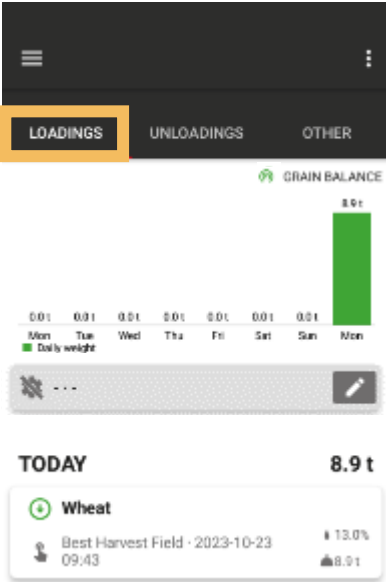 LOADINGS UNLOADINGS OTHER
GRAIN BALANCE
8.9 t
0.0 t 0.0 t 0.0 t 0.0 t 0.0 t 0.0 t 0.0 t
Mon Tue Wed Thu Fri Sat Sun Mon
Daily weight
- - -
TODAY 8.9 t
Wheat
Best Harvest Field · 2023-10-23 13.0%
09:43 8.9 t